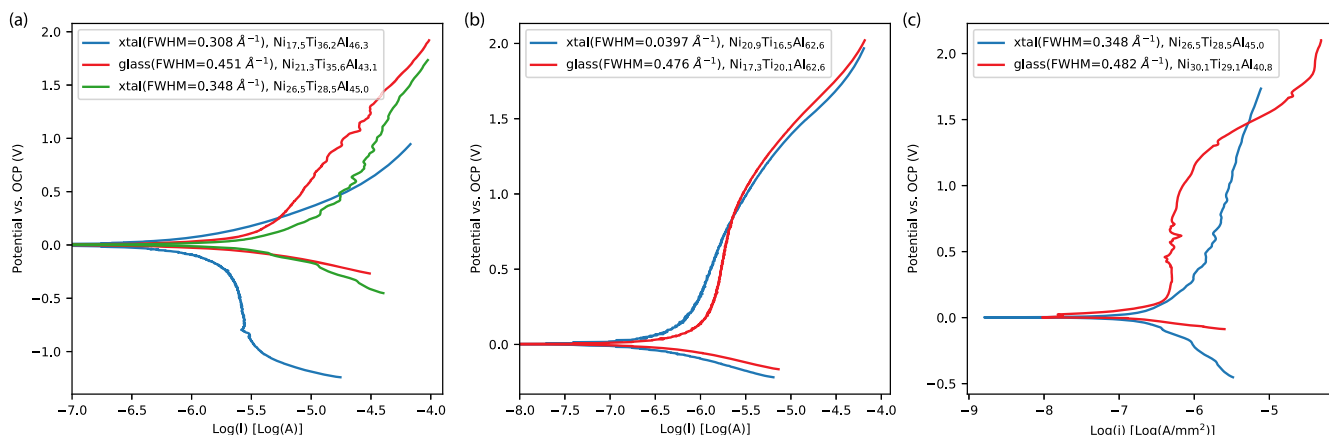 (a)
xtal(FWHM=0.308 Å⁻¹), Ni₁₇.₅Ti₃₆.₂Al₄₆.₃
glass(FWHM=0.451 Å⁻¹), Ni₂₁.₃Ti₃₅.₆Al₄₃.₁
xtal(FWHM=0.348 Å⁻¹), Ni₂₆.₅Ti₂₈.₅Al₄₅.₀
2.0
1.5
1.0
0.5
0.0
−0.5
−1.0
Potential vs. OCP (V)
−7.0 −6.5 −6.0 −5.5 −5.0 −4.5 −4.0
Log(I) [Log(A)]
(b)
xtal(FWHM=0.0397 Å⁻¹), Ni₂₀.₉Ti₁₆.₅Al₆₂.₆
glass(FWHM=0.476 Å⁻¹), Ni₁₇.₃Ti₂₀.₁Al₆₂.₆
2.0
1.5
1.0
0.5
0.0
Potential vs. OCP (V)
−8.0 −7.5 −7.0 −6.5 −6.0 −5.5 −5.0 −4.5 −4.0
Log(I) [Log(A)]
(c)
xtal(FWHM=0.348 Å⁻¹), Ni₂₆.₅Ti₂₈.₅Al₄₅.₀
glass(FWHM=0.482 Å⁻¹), Ni₃₀.₁Ti₂₉.₁Al₄₀.₈
2.0
1.5
1.0
0.5
0.0
−0.5
Potential vs. OCP (V)
−9 −8 −7 −6 −5
Log(j) [Log(A/mm²)]